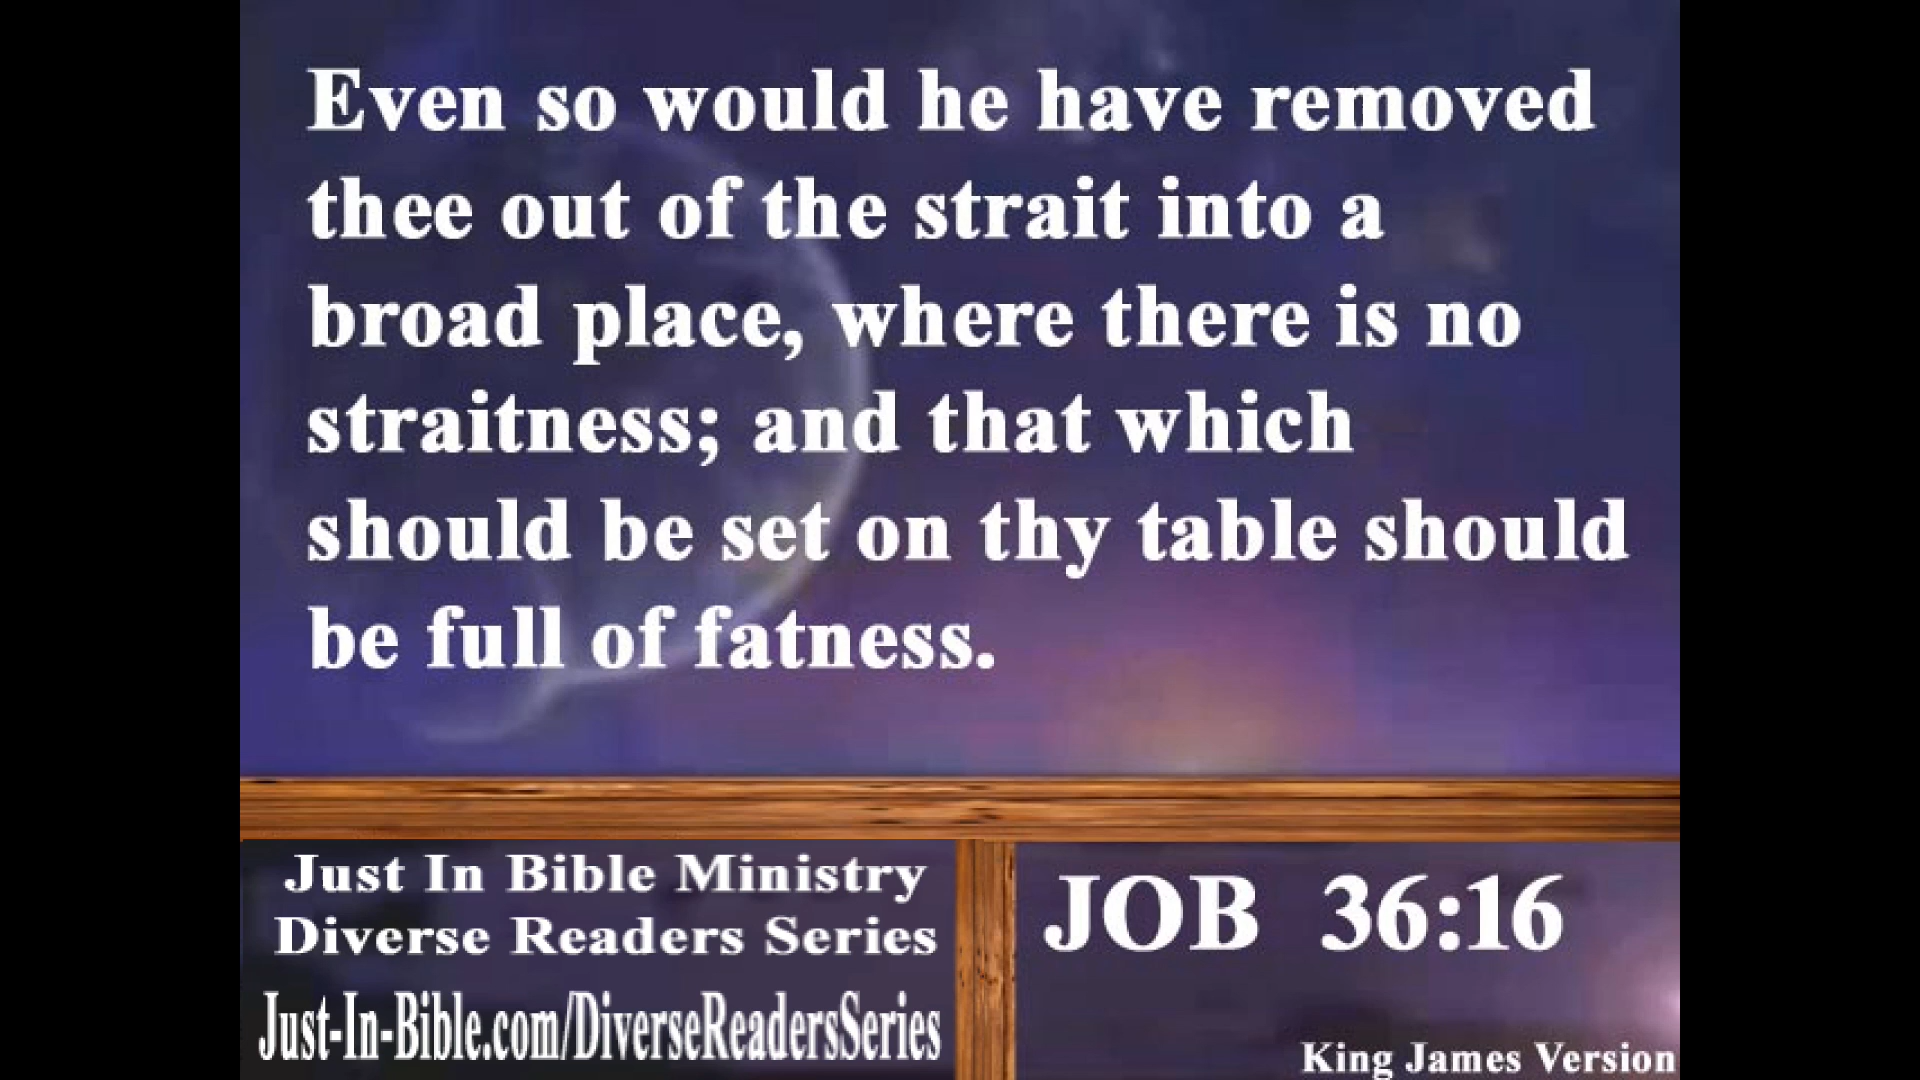 Even so would he have removed
thee out of the strait into a
broad place, where there is no
straitness; and that which
should be set on thy table should
be full of fatness.
Just In Bible Ministry
Diverse Readers Series
Just-In-Bible.com/DiverseReadersSeries
JOB 36:16
King James Version